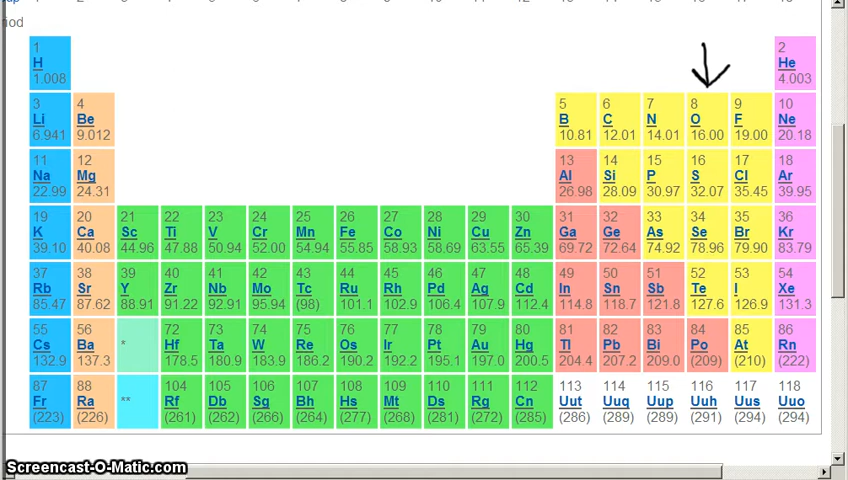 iod
1 2
H He
1.008 4.003
3 4 5 6 7 8 9 10
Li Be B C N O F Ne
6.941 9.012 10.81 12.01 14.01 16.00 19.00 20.18
11 12 13 14 15 16 17 18
Na Mg Al Si P S Cl Ar
22.99 24.31 26.98 28.09 30.97 32.07 35.45 39.95
19 20 21 22 23 24 25 26 27 28 29 30 31 32 33 34 35 36
K Ca Sc Ti V Cr Mn Fe Co Ni Cu Zn Ga Ge As Se Br Kr
39.10 40.08 44.96 47.88 50.94 52.00 54.94 55.85 58.93 58.69 63.55 65.39 69.72 72.64 74.92 78.96 79.90 83.79
37 38 39 40 41 42 43 44 45 46 47 48 49 50 51 52 53 54
Rb Sr Y Zr Nb Mo Tc Ru Rh Pd Ag Cd In Sn Sb Te I Xe
85.47 87.62 88.91 91.22 92.91 95.94 (98) 101.1 102.9 106.4 107.9 112.4 114.8 118.7 121.8 127.6 126.9 131.3
55 56 * 72 73 74 75 76 77 78 79 80 81 82 83 84 85 86
Cs Ba Hf Ta W Re Os Ir Pt Au Hg Tl Pb Bi Po At Rn
132.9 137.3 178.5 180.9 183.9 186.2 190.2 192.2 195.1 197.0 200.5 204.4 207.2 209.0 (209) (210) (222)
87 88 ** 104 105 106 107 108 109 110 111 112 113 114 115 116 117 118
Fr Ra Rf Db Sg Bh Hs Mt Ds Rg Cn Uut Uuq Uup Uuh Uus Uuo
(223) (226) (261) (262) (266) (264) (277) (268) (281) (272) (285) (286) (289) (289) (291) (294) (294)
Screencast-O-Matic.com